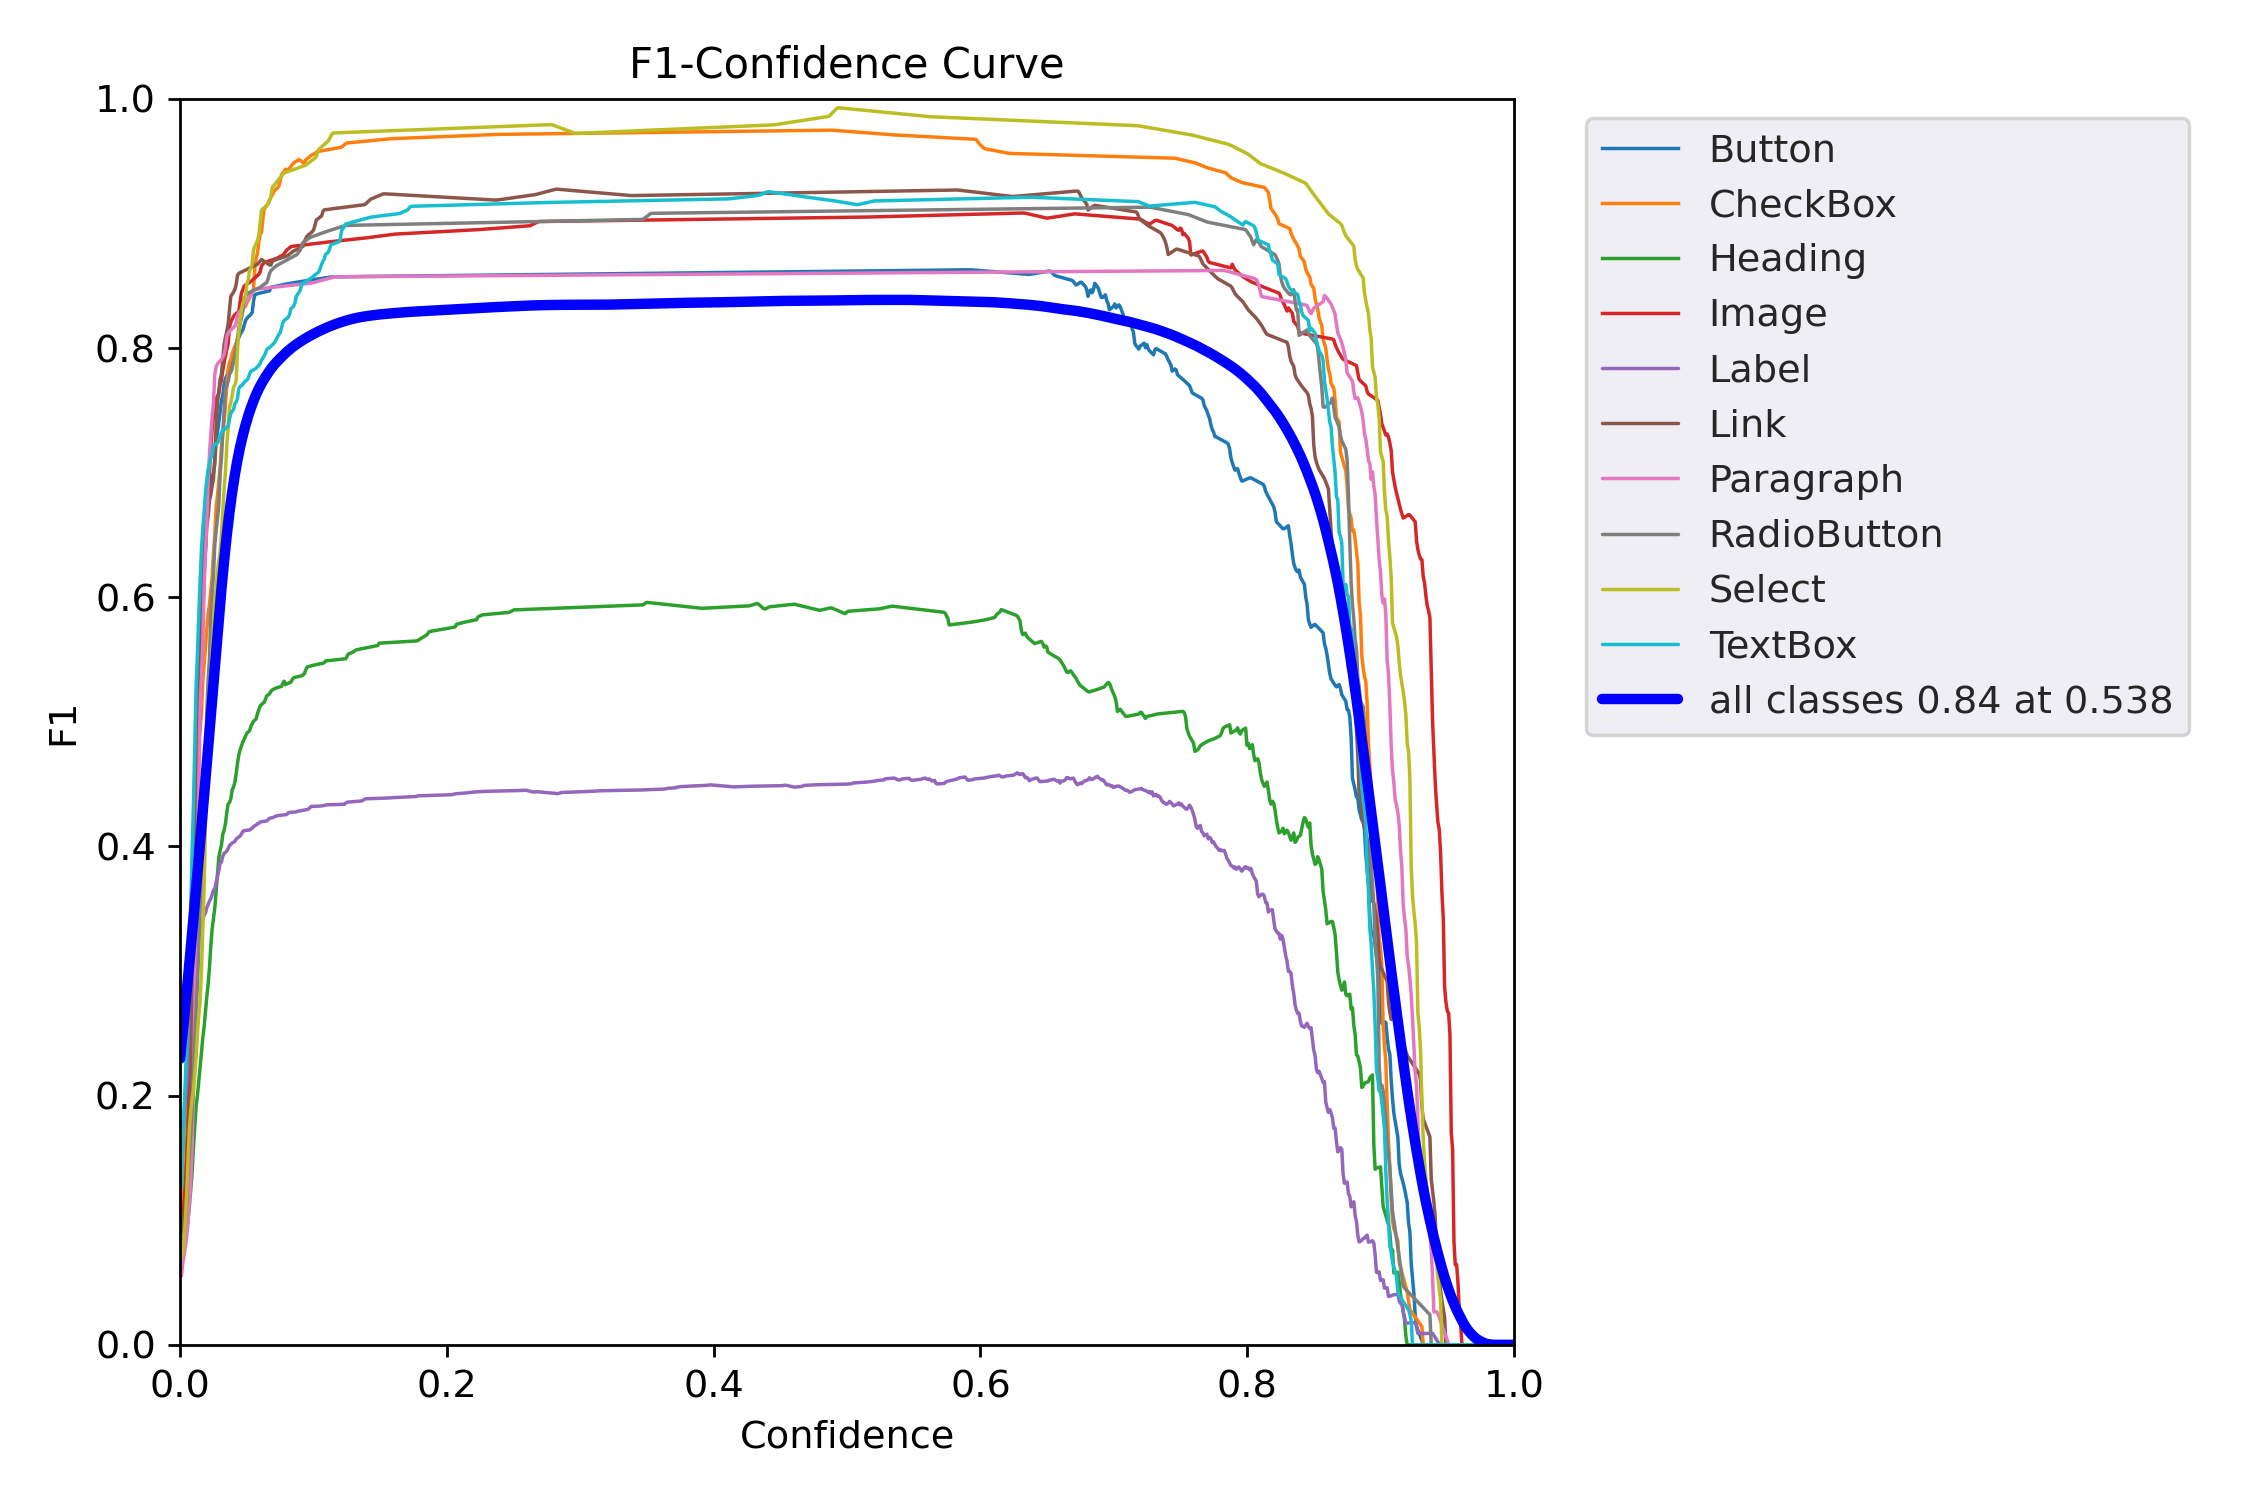 F1-Confidence Curve
1.0
0.8
0.6
0.4
0.2
0.0
F1
0.0 0.2 0.4 0.6 0.8 1.0
Confidence
Button
CheckBox
Heading
Image
Label
Link
Paragraph
RadioButton
Select
TextBox
all classes 0.84 at 0.538